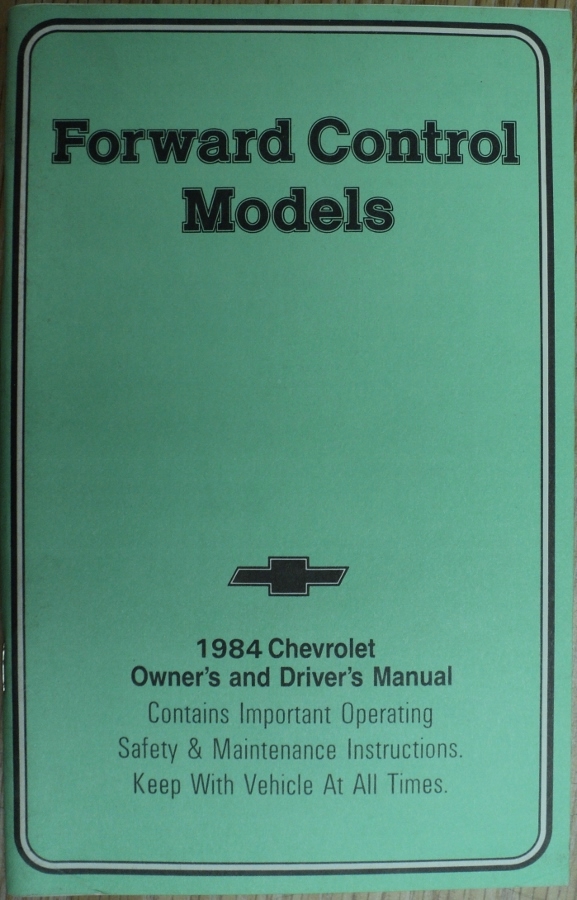 Forward Control
Models
1984 Chevrolet
Owner's and Driver's Manual
Contains Important Operating
Safety & Maintenance Instructions.
Keep With Vehicle At All Times.